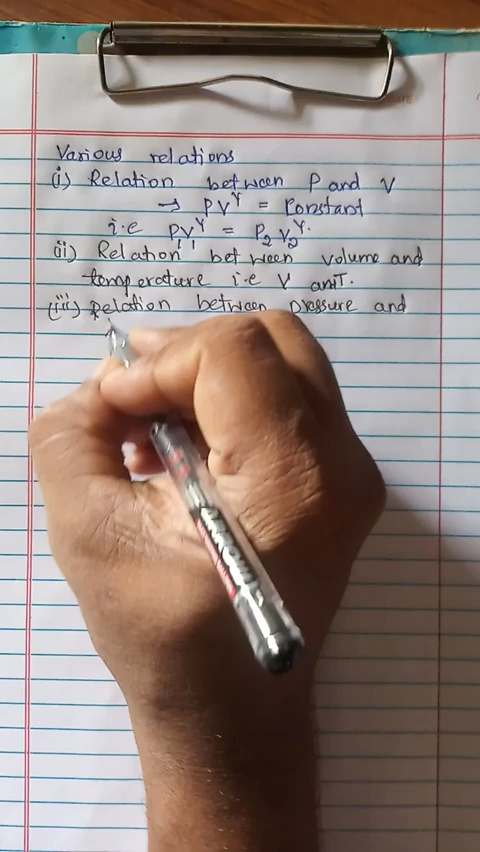 Various relations
(i) Relation between P and V
→ PV^γ = Constant
i.e P₁V₁^γ = P₂V₂^γ.
ii) Relation between volume and
temperature i.e V and T.
(iii) Relation between pressure and